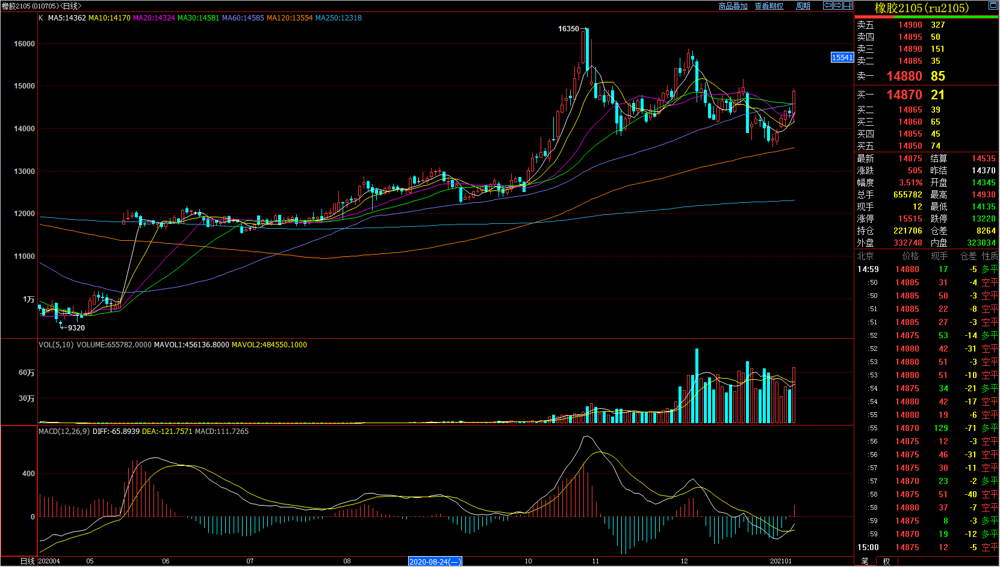 橡胶2105(010705)<日线>
商品叠加 查看期权 周期
K MA5:14362 MA10:14170 MA20:14324 MA30:14581 MA60:14585 MA120:13554 MA250:12318
16350
16000
15541
15000
14000
13000
12000
11000
1万
9320
VOL(5,10) VOLUME:655782.0000 MAVOL1:456136.8000 MAVOL2:484550.1000
60万
30万
MACD(12,26,9) DIFF:-65.8939 DEA:-121.7571 MACD:111.7265
400
0
日线 202004 05 06 07 08 2020-08-24(一) 10 11 12 202101
橡胶2105(ru2105)
卖五 14900 327
卖四 14895 50
卖三 14890 151
卖二 14885 35
卖一 14880 85
买一 14870 21
买二 14865 39
买三 14860 65
买四 14855 45
买五 14850 74
最新 14875 结算 14535
涨跌 505 昨结 14370
幅度 3.51% 开盘 14345
总手 655782 最高 14930
现手 12 最低 14135
涨停 15515 跌停 13220
持仓 221706 仓差 8264
外盘 332748 内盘 323034
北京 价格 现手 仓差 性质
14:59 14880 17 -5 多平
:50 14885 31 -4 空平
:50 14885 50 -3 空平
:51 14885 22 -8 空平
:51 14885 27 -3 空平
:52 14875 53 -14 多平
:52 14880 42 -31 空平
:53 14880 51 -3 空平
:53 14880 51 -10 空平
:54 14875 34 -21 多平
:54 14880 42 -17 空平
:55 14880 19 -6 空平
:55 14870 129 -71 多平
:56 14875 12 -3 空平
:56 14875 46 -31 空平
:57 14875 30 -11 空平
:57 14870 23 -2 多平
:58 14875 51 -40 空平
:58 14880 37 -7 空平
:59 14875 8 -3 多平
:59 14870 19 -12 多平
15:00 14875 12 -5 空平
笔 权